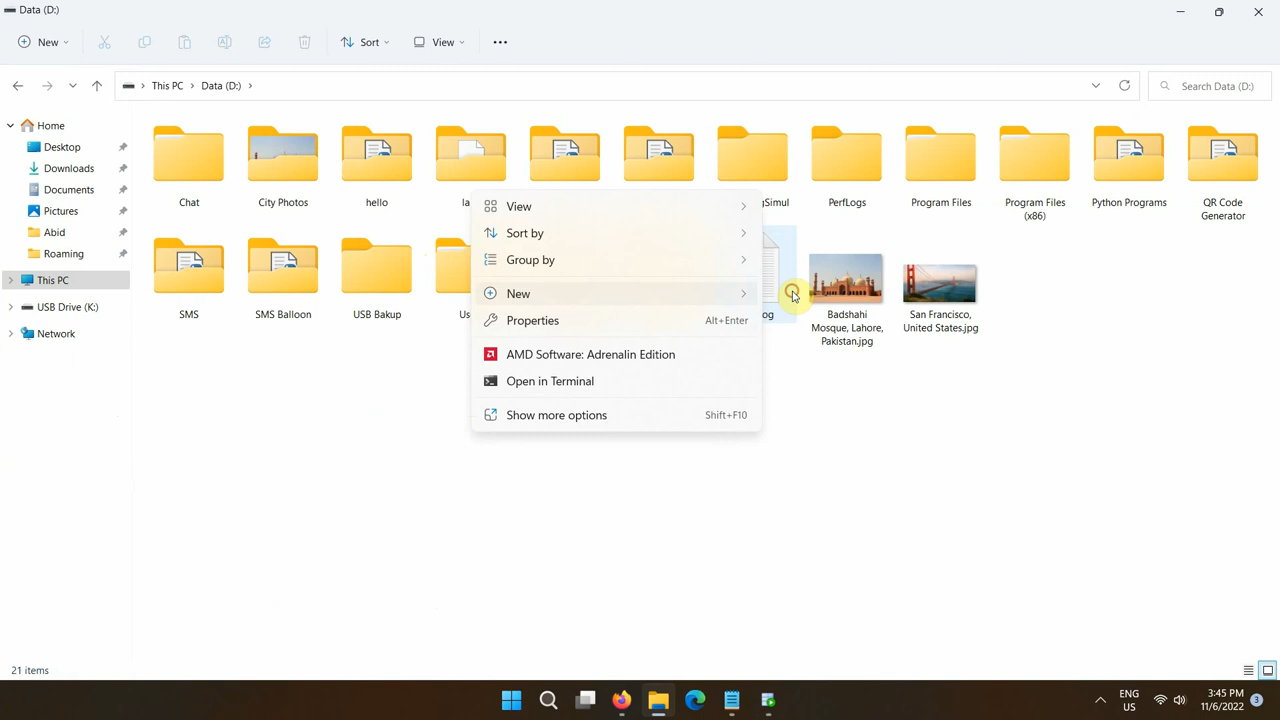 Data (D:)
New
Sort
View
This PC
Data (D:)
Search Data (D:)
Home
Desktop
Downloads
Documents
Pictures
Abid
Roaming
This PC
USB Drive (K:)
Network
Chat
City Photos
hello
PerfLogs
Program Files
Program Files
(x86)
Python Programs
QR Code
Generator
SMS
SMS Balloon
USB Bakup
Badshahi
Mosque, Lahore,
Pakistan.jpg
San Francisco,
United States.jpg
View
Sort by
Group by
New
Properties Alt+Enter
AMD Software: Adrenalin Edition
Open in Terminal
Show more options Shift+F10
21 items
ENG
US
3:45 PM
11/6/2022
3